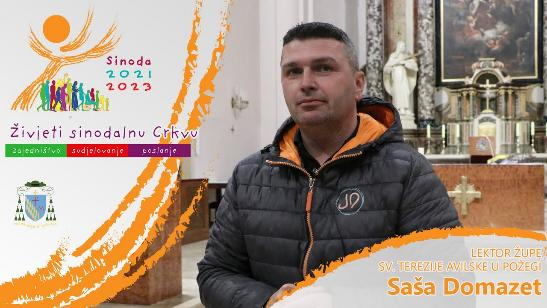 Sinoda
2021
2023
Živjeti sinodalnu Crkvu
zajedništvo sudjelovanje poslanje
LEKTOR ŽUPE
SV. TEREZIJE AVILSKE U POŽEGI
Saša Domazet